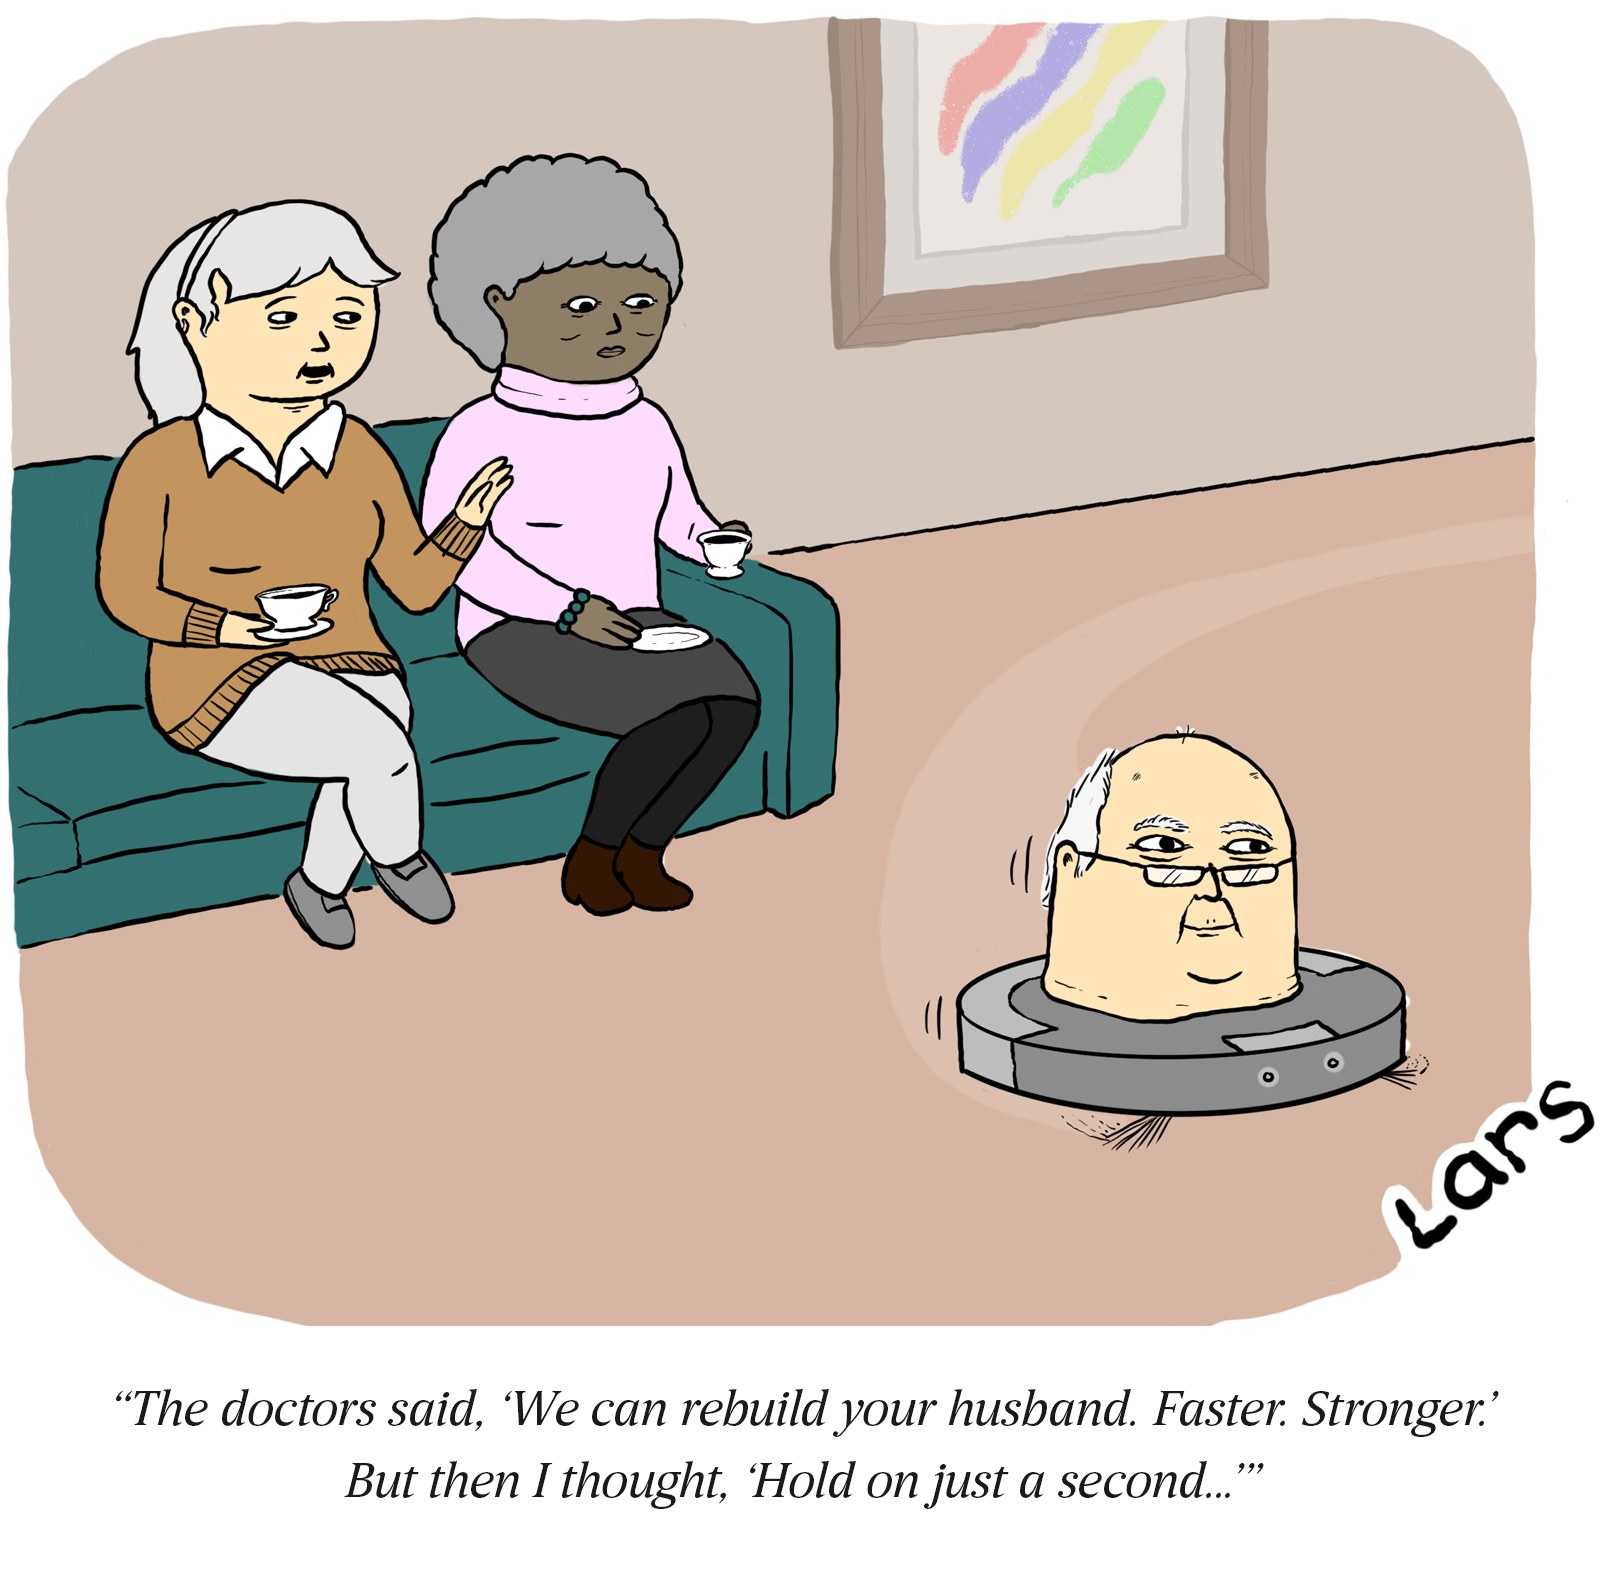 Lars
“The doctors said, ‘We can rebuild your husband. Faster. Stronger.’
But then I thought, ‘Hold on just a second...’”